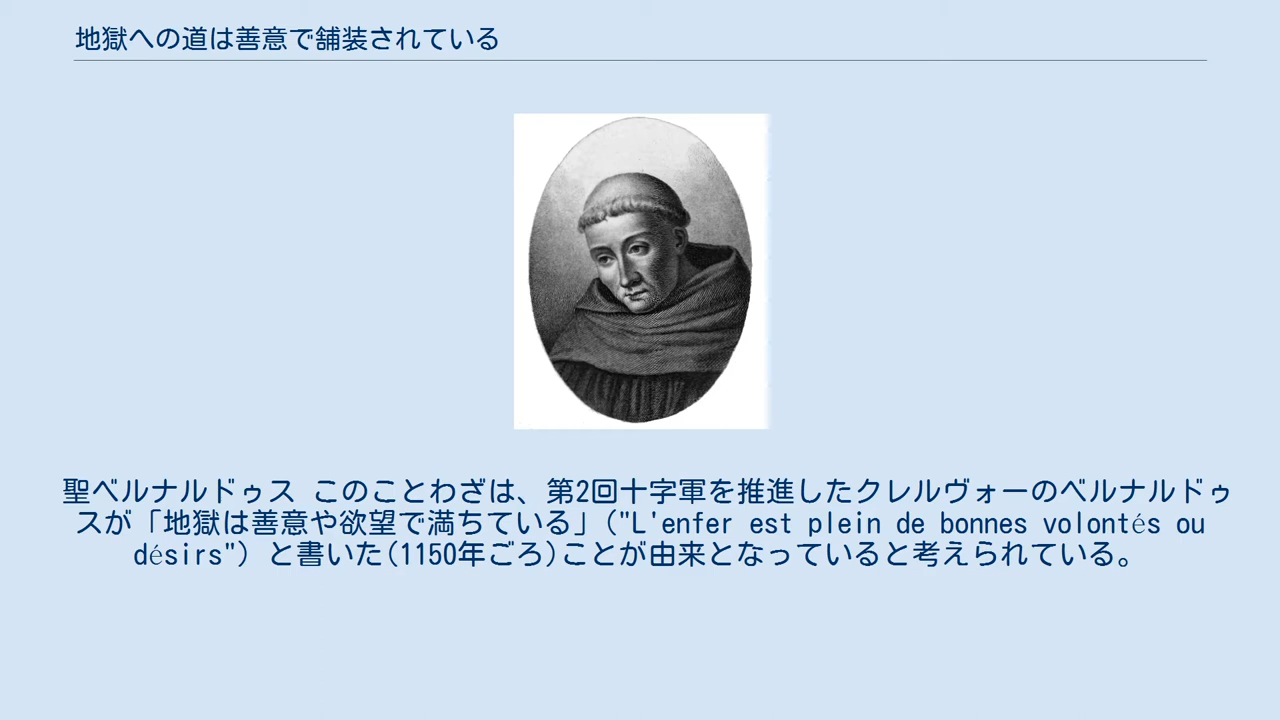 地獄への道は善意で舗装されている
聖ベルナルドゥス このことわざは、第2回十字軍を推進したクレルヴォーのベルナルドゥ
スが「地獄は善意や欲望で満ちている」("L'enfer est plein de bonnes volontés ou
désirs") と書いた(1150年ごろ)ことが由来となっていると考えられている。